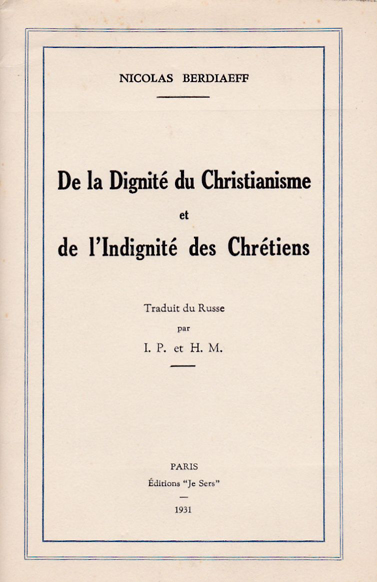 NICOLAS BERDIAEFF
De la Dignité du Christianisme
et
de l'Indignité des Chrétiens
Traduit du Russe
par
I. P. et H. M.
PARIS
Éditions "Je Sers"
1931